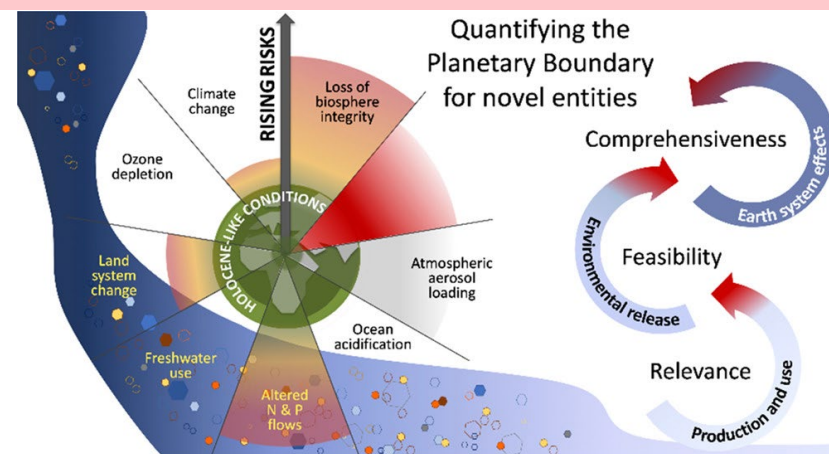 Quantifying the
Planetary Boundary
for novel entities
RISING RISKS
Climate
change
Loss of
biosphere
integrity
Ozone
depletion
HOLOCENE-LIKE CONDITIONS
Land
system
change
Atmospheric
aerosol
loading
Freshwater
use
Ocean
acidification
Altered
N & P
flows
Comprehensiveness
Earth system effects
Feasibility
Environmental release
Relevance
Production and use